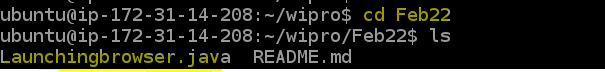 ubuntu@ip-172-31-14-208:~/wipro$ cd Feb22
ubuntu@ip-172-31-14-208:~/wipro/Feb22$ ls
Launchingbrowser.java  README.md